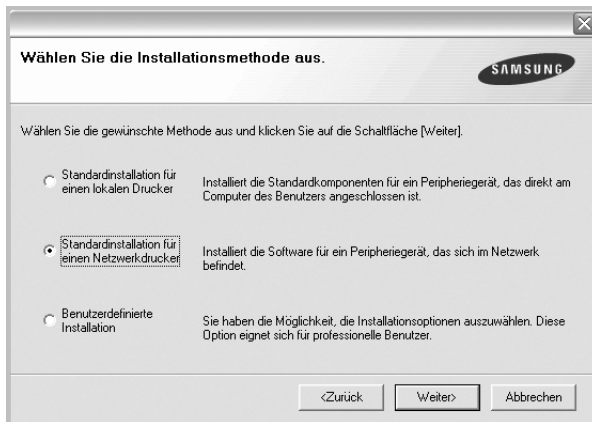 Wählen Sie die Installationsmethode aus.
SAMSUNG
Wählen Sie die gewünschte Methode aus und klicken Sie auf die Schaltfläche [Weiter].
Standardinstallation für
einen lokalen Drucker
Installiert die Standardkomponenten für ein Peripheriegerät, das direkt am
Computer des Benutzers angeschlossen ist.
Standardinstallation für
einen Netzwerkdrucker
Installiert die Software für ein Peripheriegerät, das sich im Netzwerk
befindet.
Benutzerdefinierte
Installation
Sie haben die Möglichkeit, die Installationsoptionen auszuwählen. Diese
Option eignet sich für professionelle Benutzer.
<Zurück
Weiter>
Abbrechen